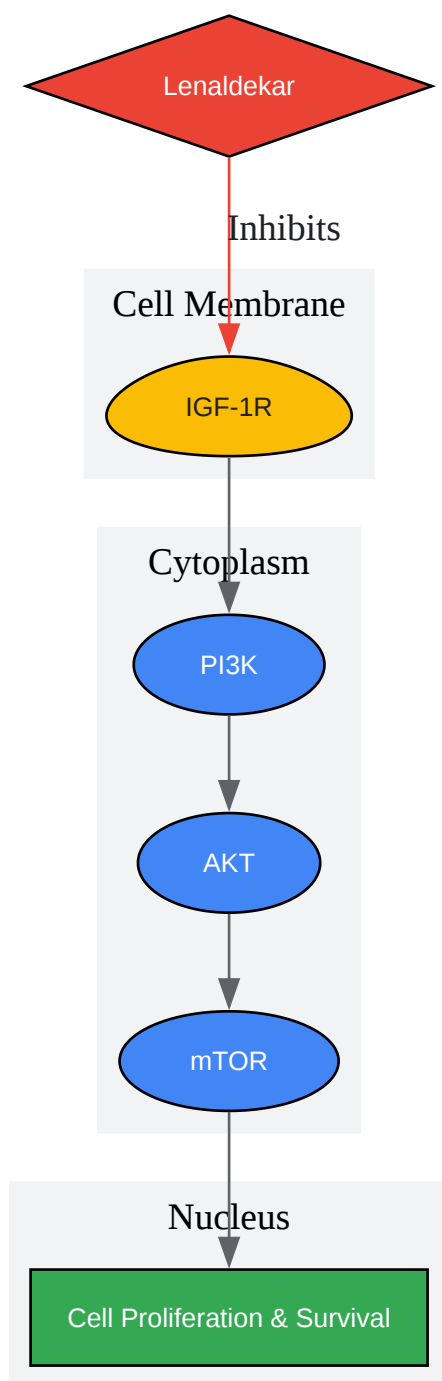 Lenaldekar
Inhibits
Cell Membrane
IGF-1R
Cytoplasm
PI3K
AKT
mTOR
Nucleus
Cell Proliferation & Survival